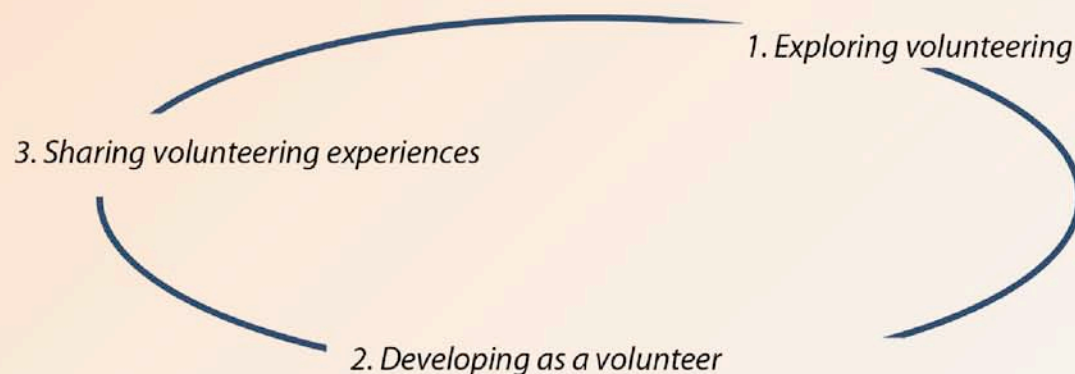 1. Exploring volunteering
3. Sharing volunteering experiences
2. Developing as a volunteer